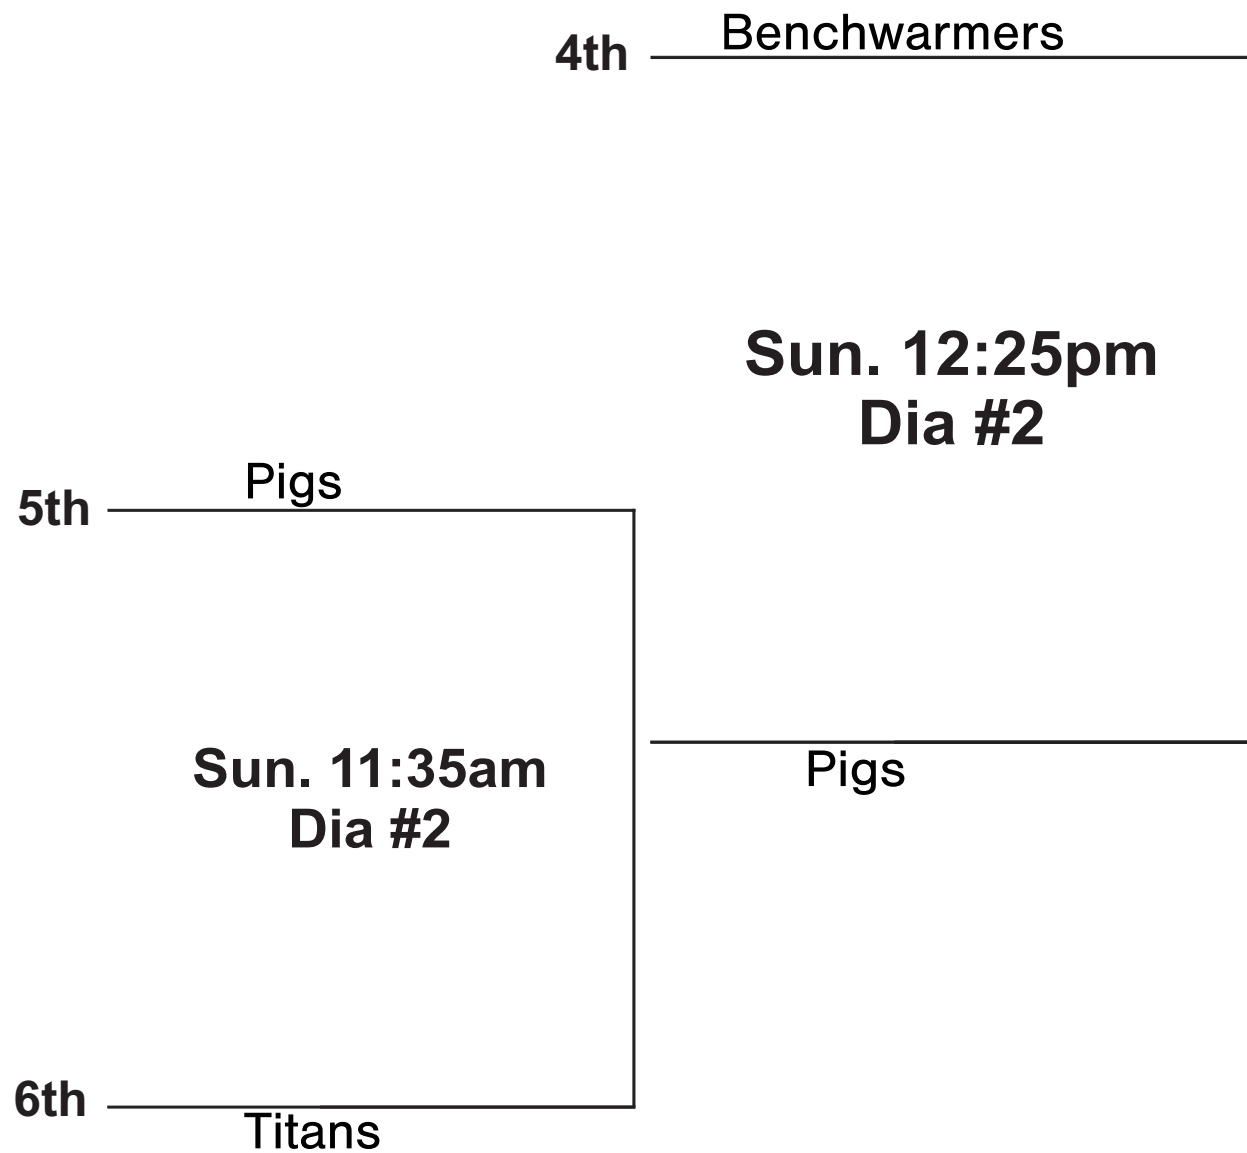 4th Benchwarmers
Sun. 12:25pm
Dia #2
5th Pigs
Sun. 11:35am
Dia #2
Pigs
6th Titans